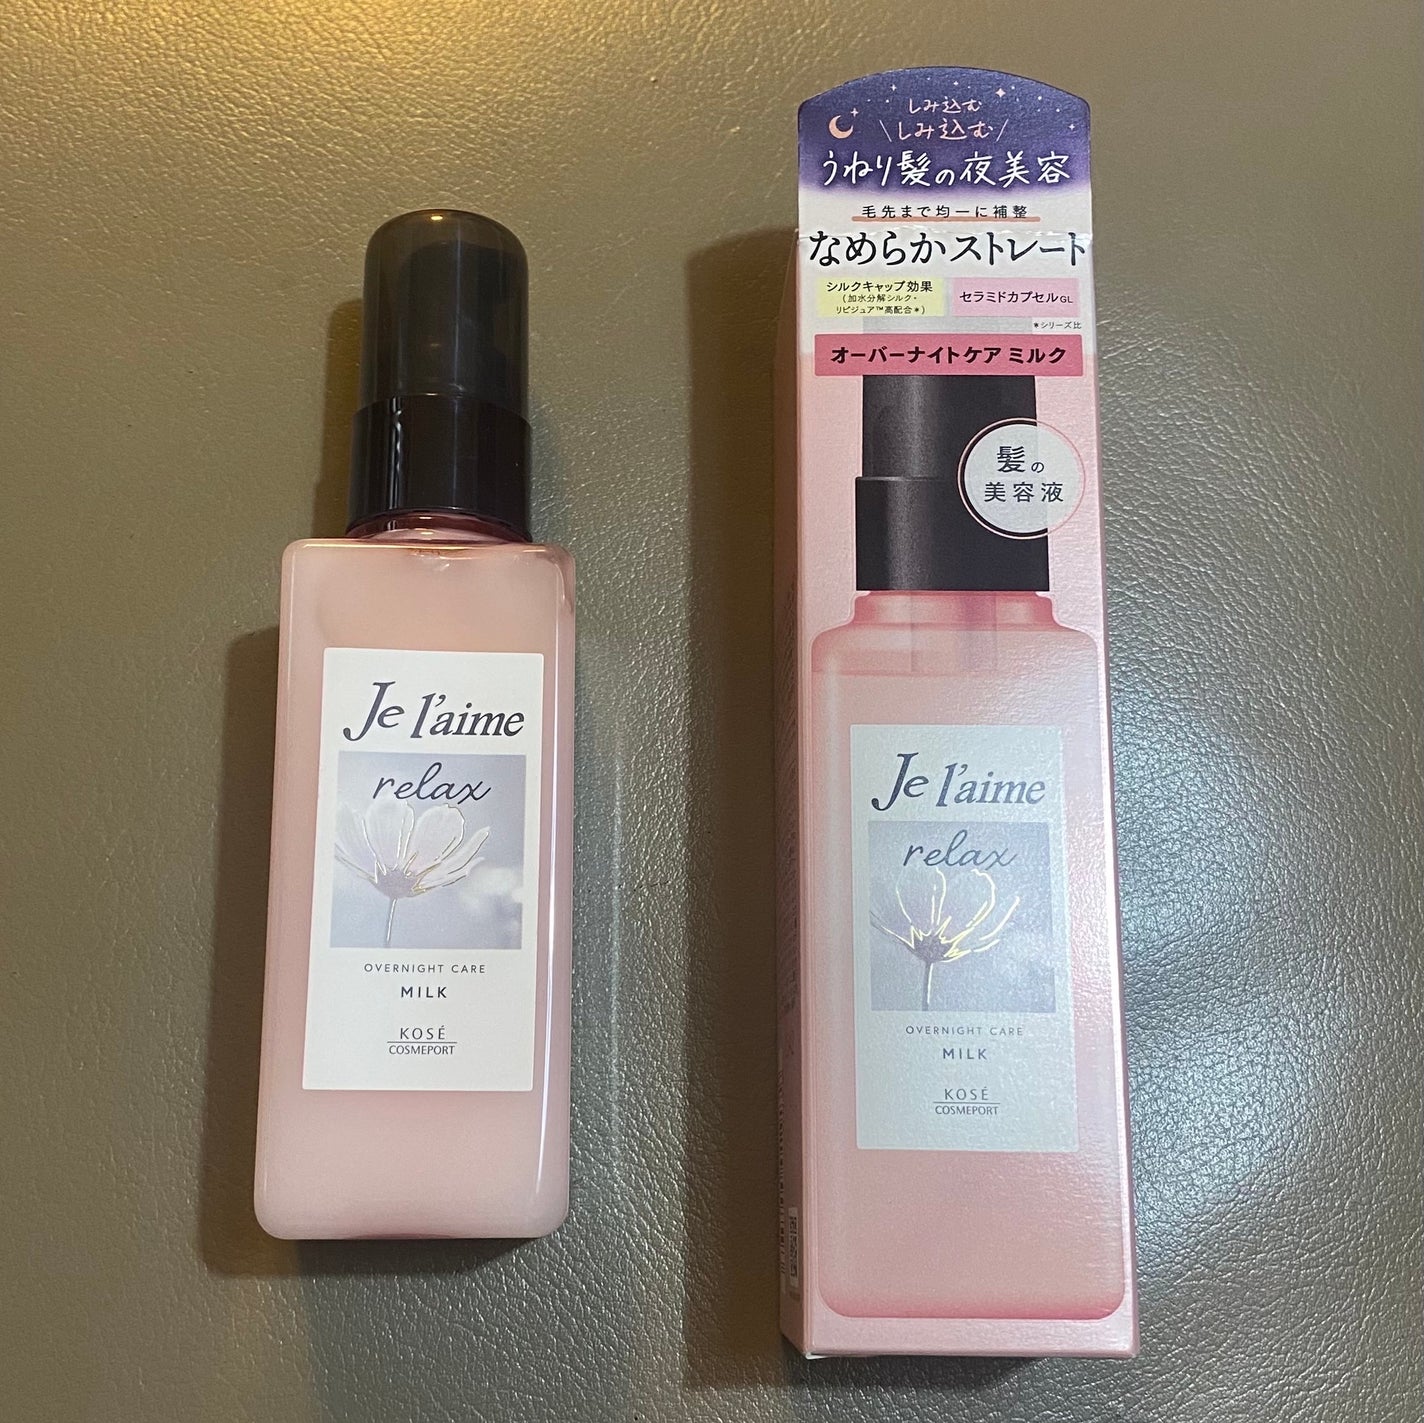 Je l'aime
relax
OVERNIGHT CARE
MILK
KOSÉ
COSMEPORT
しみ込む
\しみ込む/
うねり髪の夜美容
毛先まで均一に補整
なめらかストレート
シルクキャップ効果
(加水分解シルク・
リピジュア™高配合*)
セラミドカプセルGL
*シリーズ比
オーバーナイトケア ミルク
髪の
美容液
Je l'aime
relax
OVERNIGHT CARE
MILK
KOSÉ
COSMEPORT